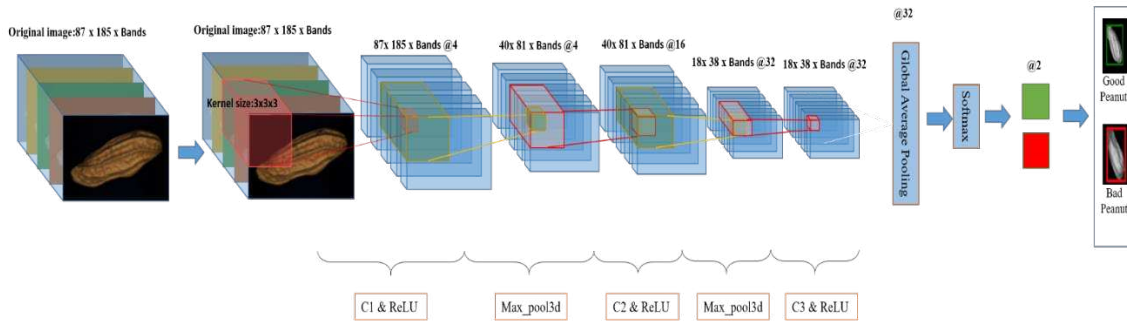 Original image:87 x 185 x Bands
Original image:87 x 185 x Bands
Kernel size:3x3x3
87x 185 x Bands @4
40x 81 x Bands@4
40x 81 x Bands @16
18x 38 x Bands @32
18x 38 x Bands @32
@32
Global Average Pooling
Softmax
@2
Good
Peanut
Bad
Peanut
C1 & ReLU
Max_pool3d
C2 & ReLU
Max_pool3d
C3 & ReLU